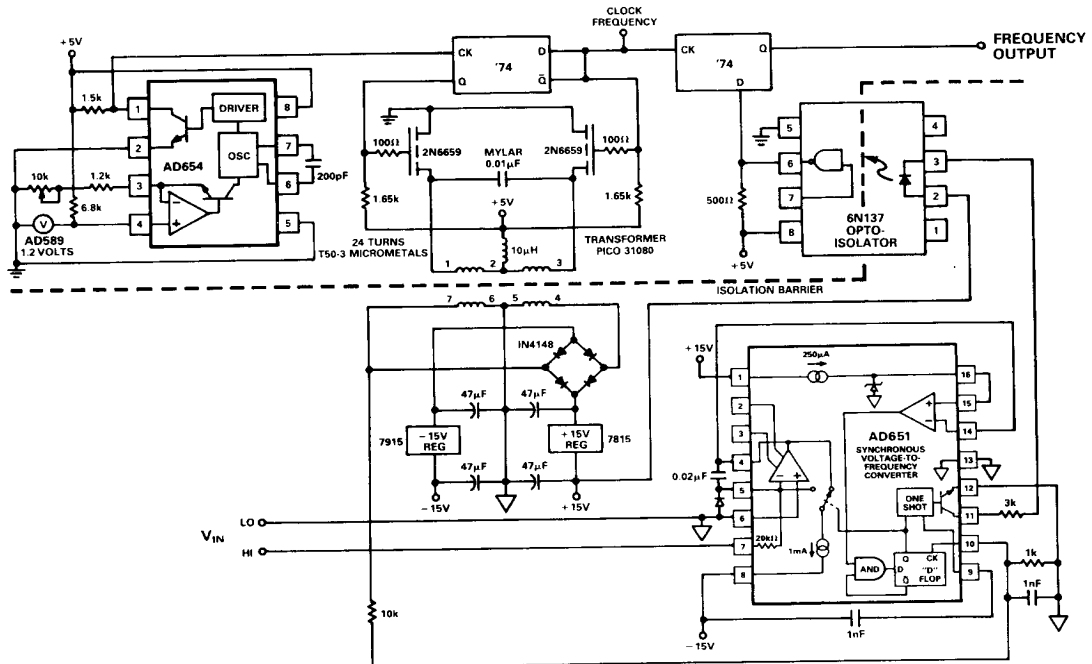 CLOCK
FREQUENCY
+5V
CK
D
'74
Q
Q̅
CK
Q
'74
D
FREQUENCY
OUTPUT
1.5k
1
DRIVER
8
2
AD654
OSC
7
200pF
10k
1.2k
3
6
6.8k
4
5
V
AD589
1.2 VOLTS
100Ω
2N6659
MYLAR
0.01µF
2N6659
100Ω
1.65k
+5V
1.65k
24 TURNS
T50-3 MICROMETALS
10µH
TRANSFORMER
PICO 31080
1
2
3
500Ω
+5V
5
4
6
3
7
2
8
1
6N137
OPTO-
ISOLATOR
ISOLATION BARRIER
7
6
5
4
IN4148
47µF
47µF
7915
-15V
REG
+15V
REG
7815
47µF
47µF
-15V
+15V
LO
VIN
HI
10k
+15V
250µA
1
16
2
15
3
14
AD651
SYNCHRONOUS
VOLTAGE-TO-
FREQUENCY
CONVERTER
4
13
0.02µF
5
12
ONE
SHOT
6
11
3k
7
20kΩ
10
1mA
8
9
AND
D
Q
CK
"D"
FLOP
Q̅
1k
1nF
1nF
-15V